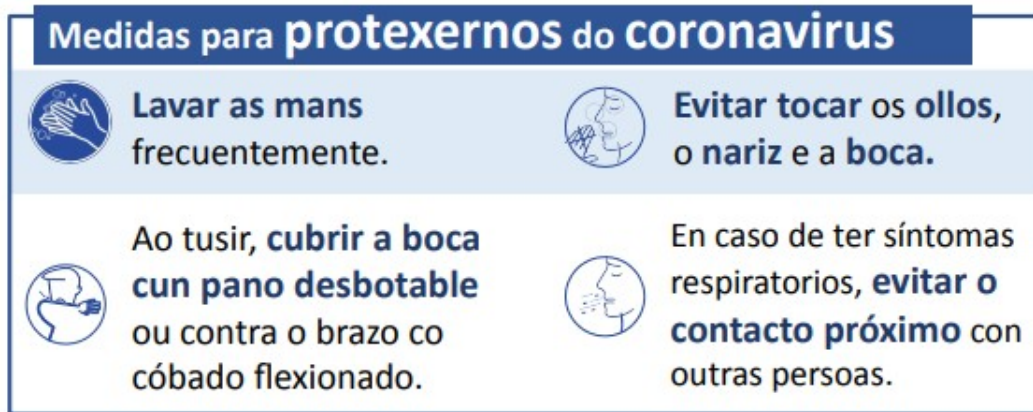 Medidas para protexernos do coronavirus
Lavar as mans
frecuentemente.
Evitar tocar os ollos,
o nariz e a boca.
Ao tusir, cubrir a boca
cun pano desbotable
ou contra o brazo co
cóbado flexionado.
En caso de ter síntomas
respiratorios, evitar o
contacto próximo con
outras persoas.